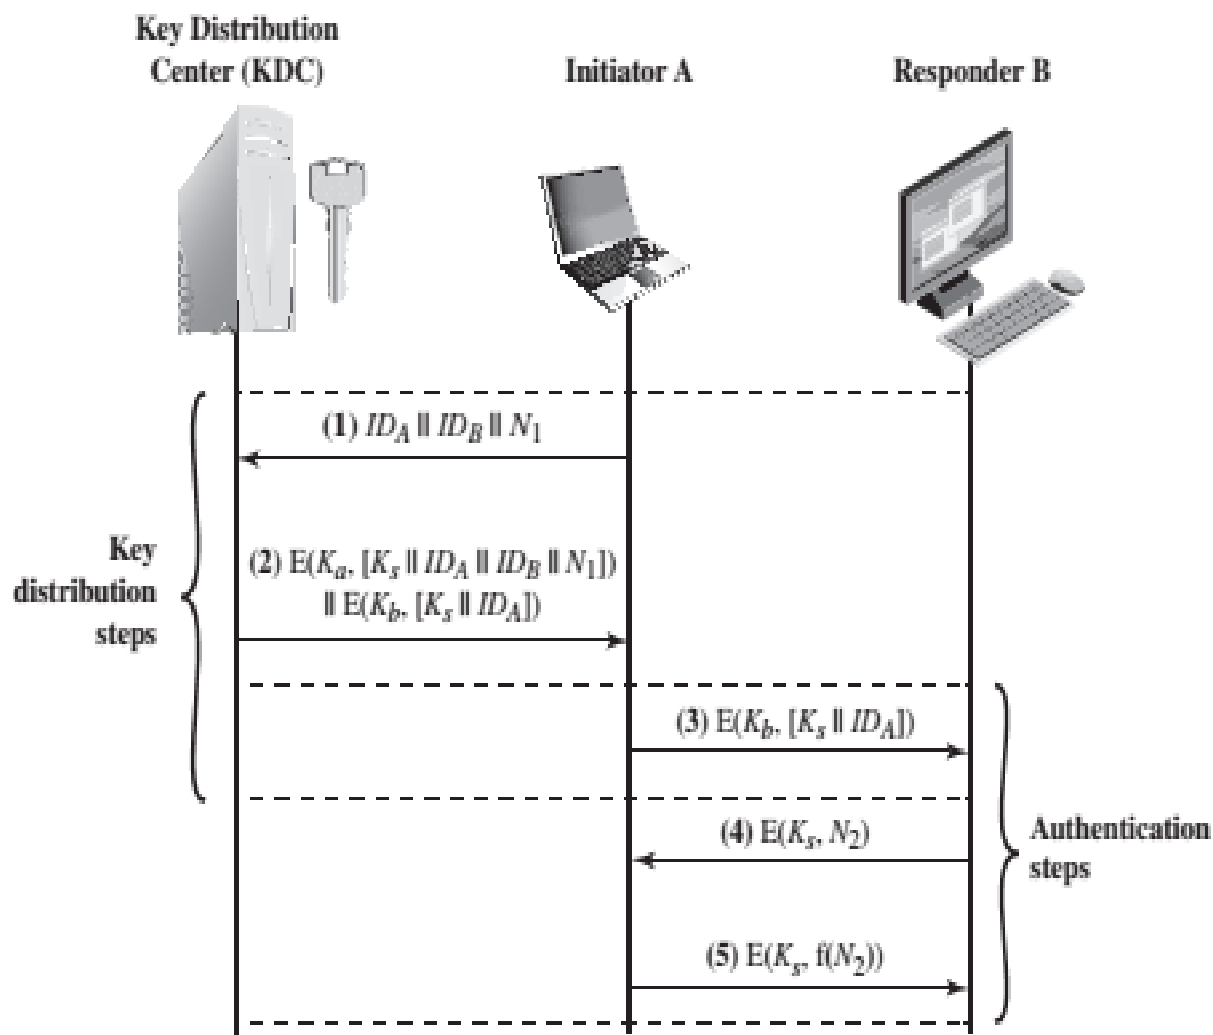 Key Distribution
Center (KDC)
Initiator A
Responder B
(1) ID_A || ID_B || N_1
Key
distribution
steps
(2) E(K_a, [K_s || ID_A || ID_B || N_1])
|| E(K_b, [K_s || ID_A])
(3) E(K_b, [K_s || ID_A])
(4) E(K_s, N_2)
Authentication
steps
(5) E(K_s, f(N_2))